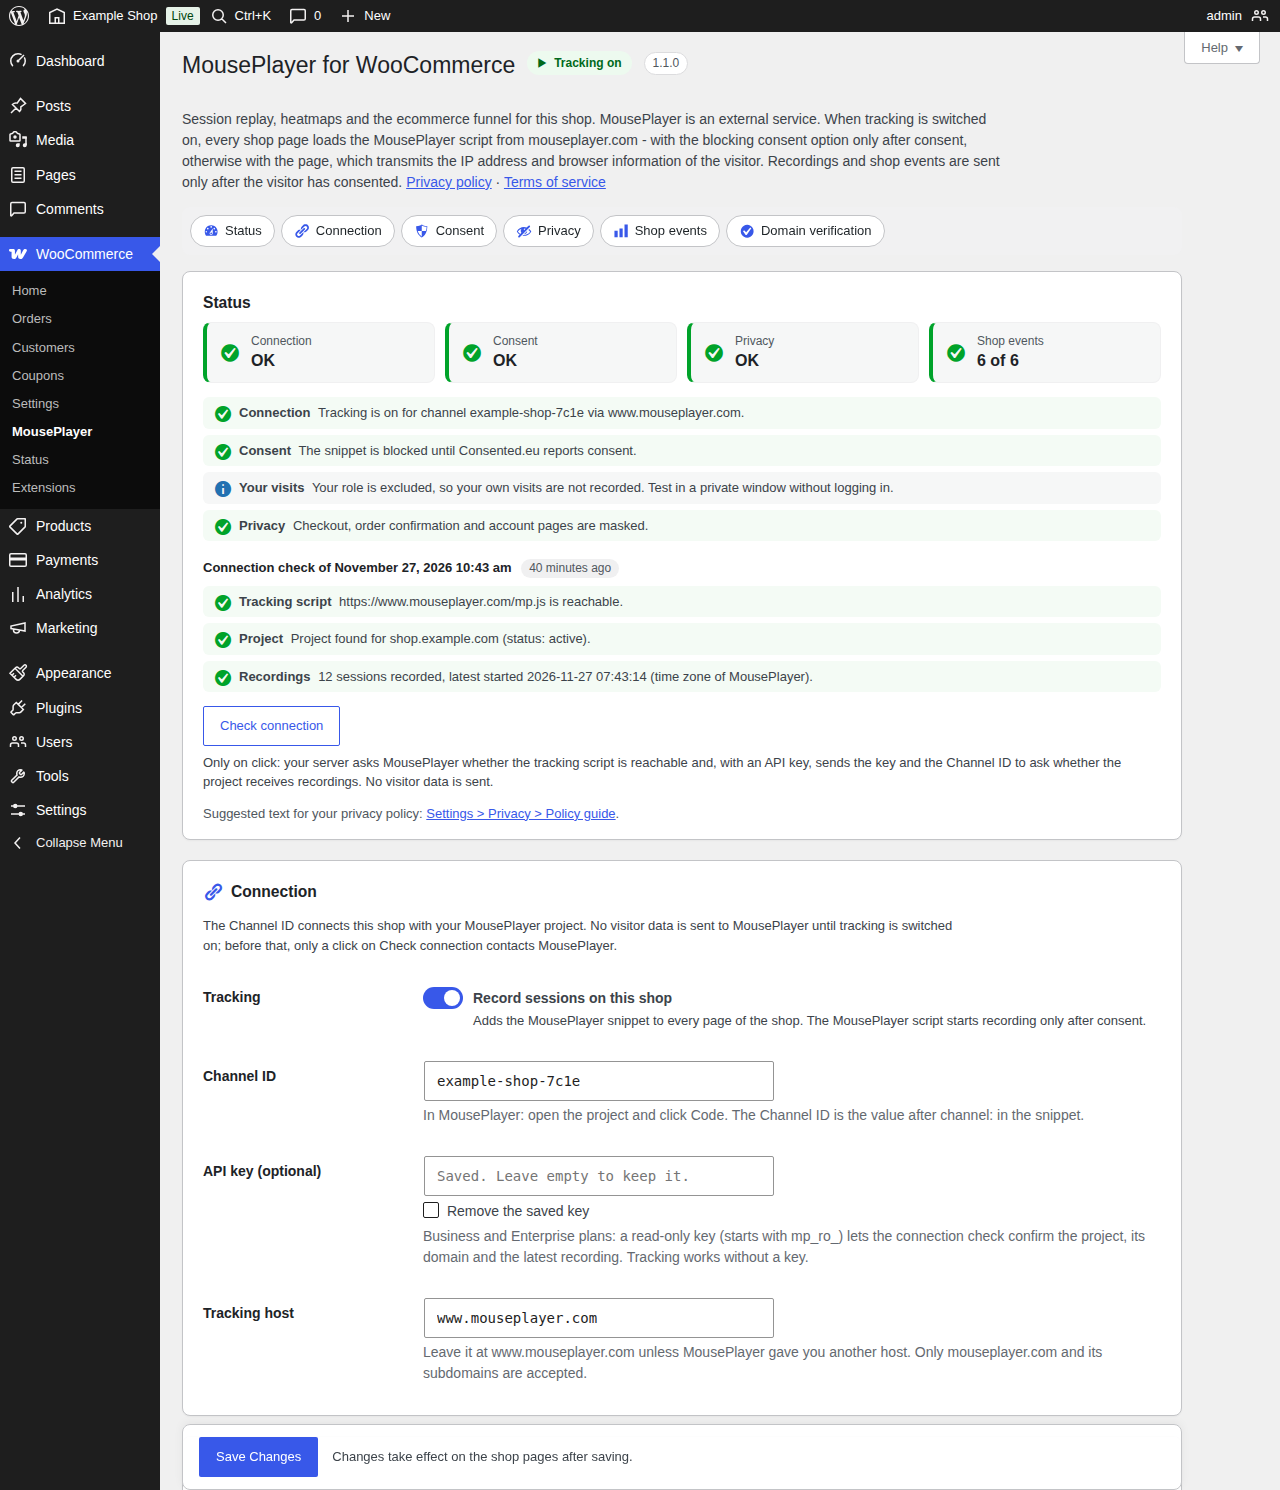 Example Shop Live Ctrl+K 0 New admin
Help
Dashboard
Posts
Media
Pages
Comments
WooCommerce
Home
Orders
Customers
Coupons
Settings
MousePlayer
Status
Extensions
Products
Payments
Analytics
Marketing
Appearance
Plugins
Users
Tools
Settings
Collapse Menu
MousePlayer for WooCommerce Tracking on 1.1.0
Session replay, heatmaps and the ecommerce funnel for this shop. MousePlayer is an external service. When tracking is switched
on, every shop page loads the MousePlayer script from mouseplayer.com - with the blocking consent option only after consent,
otherwise with the page, which transmits the IP address and browser information of the visitor. Recordings and shop events are sent
only after the visitor has consented. Privacy policy · Terms of service
Status Connection Consent Privacy Shop events Domain verification
Status
Connection
OK
Consent
OK
Privacy
OK
Shop events
6 of 6
Connection Tracking is on for channel example-shop-7c1e via www.mouseplayer.com.
Consent The snippet is blocked until Consented.eu reports consent.
Your visits Your role is excluded, so your own visits are not recorded. Test in a private window without logging in.
Privacy Checkout, order confirmation and account pages are masked.
Connection check of November 27, 2026 10:43 am 40 minutes ago
Tracking script https://www.mouseplayer.com/mp.js is reachable.
Project Project found for shop.example.com (status: active).
Recordings 12 sessions recorded, latest started 2026-11-27 07:43:14 (time zone of MousePlayer).
Check connection
Only on click: your server asks MousePlayer whether the tracking script is reachable and, with an API key, sends the key and the Channel ID to ask whether the
project receives recordings. No visitor data is sent.
Suggested text for your privacy policy: Settings > Privacy > Policy guide.
Connection
The Channel ID connects this shop with your MousePlayer project. No visitor data is sent to MousePlayer until tracking is switched
on; before that, only a click on Check connection contacts MousePlayer.
Tracking
Record sessions on this shop
Adds the MousePlayer snippet to every page of the shop. The MousePlayer script starts recording only after consent.
Channel ID
example-shop-7c1e
In MousePlayer: open the project and click Code. The Channel ID is the value after channel: in the snippet.
API key (optional)
Saved. Leave empty to keep it.
Remove the saved key
Business and Enterprise plans: a read-only key (starts with mp_ro_) lets the connection check confirm the project, its
domain and the latest recording. Tracking works without a key.
Tracking host
www.mouseplayer.com
Leave it at www.mouseplayer.com unless MousePlayer gave you another host. Only mouseplayer.com and its
subdomains are accepted.
Save Changes Changes take effect on the shop pages after saving.